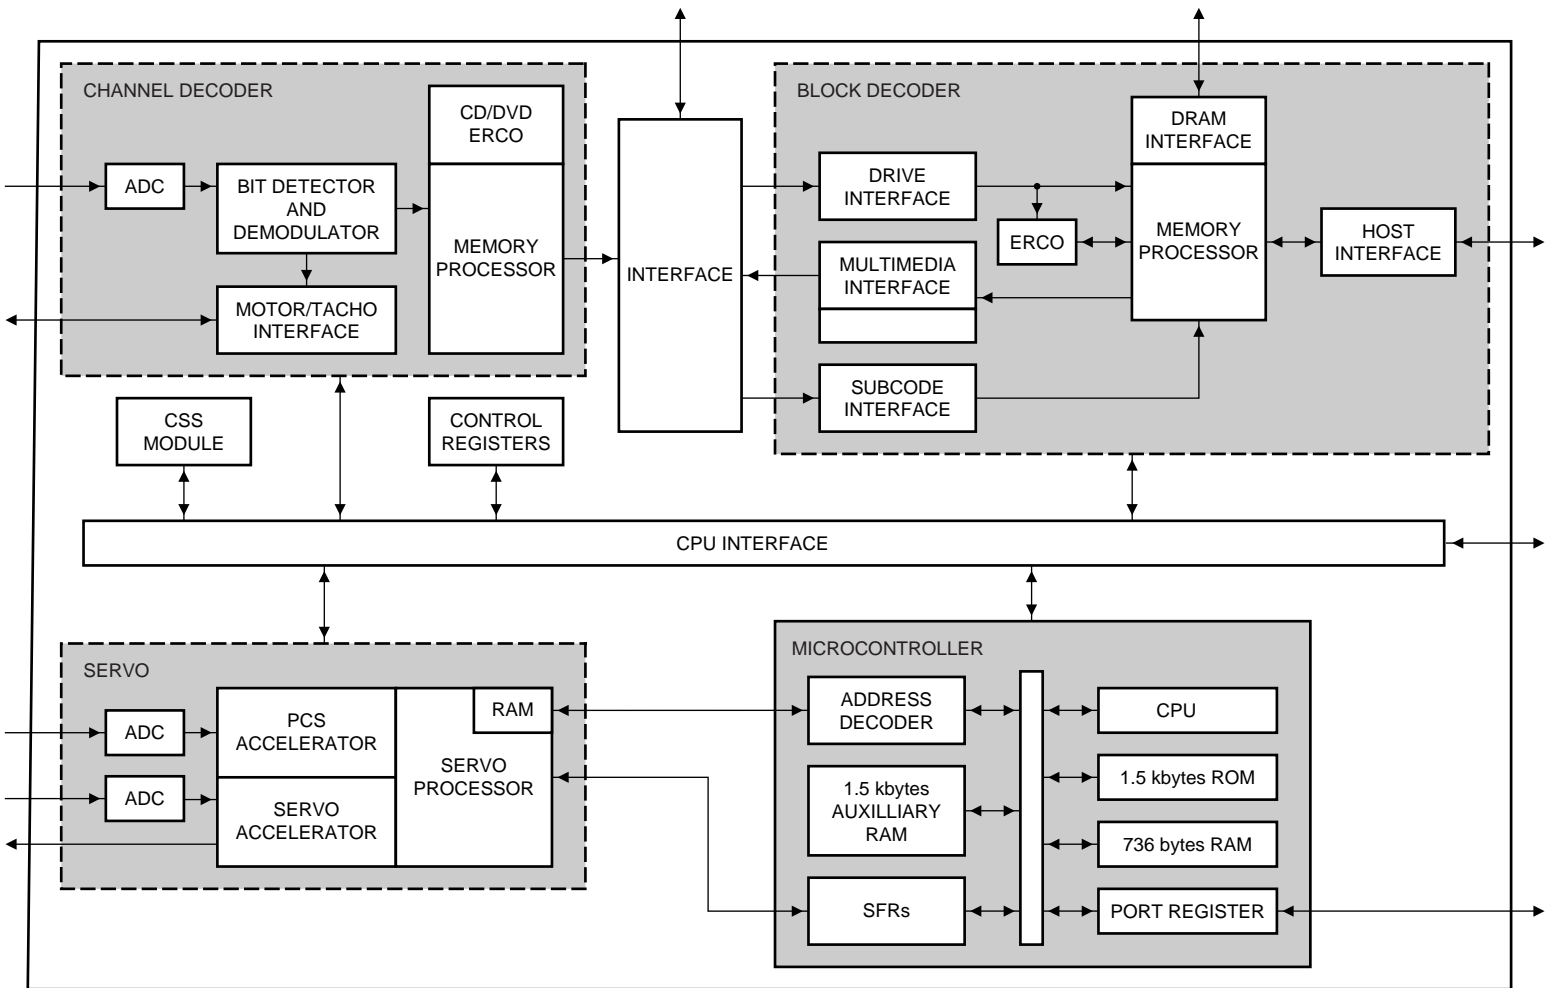 CHANNEL DECODER
CD/DVD
ERCO
ADC
BIT DETECTOR
AND
DEMODULATOR
MEMORY
PROCESSOR
MOTOR/TACHO
INTERFACE
INTERFACE
BLOCK DECODER
DRAM
INTERFACE
DRIVE
INTERFACE
ERCO
MEMORY
PROCESSOR
HOST
INTERFACE
MULTIMEDIA
INTERFACE
SUBCODE
INTERFACE
CSS
MODULE
CONTROL
REGISTERS
CPU INTERFACE
SERVO
ADC
PCS
ACCELERATOR
RAM
SERVO
PROCESSOR
ADC
SERVO
ACCELERATOR
MICROCONTROLLER
ADDRESS
DECODER
CPU
1.5 kbytes
AUXILLIARY
RAM
1.5 kbytes ROM
736 bytes RAM
SFRs
PORT REGISTER